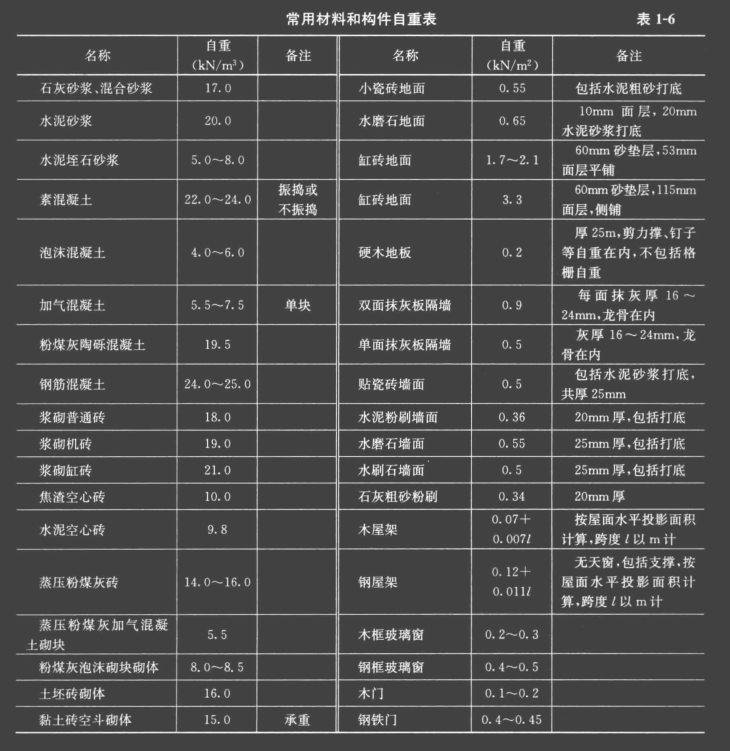 常用材料和构件自重表 表 1-6
名称 自重 备注 名称 自重 备注
(kN/m³) (kN/m²)
石灰砂浆、混合砂浆 17.0 小瓷砖地面 0.55 包括水泥粗砂打底
水泥砂浆 20.0 水磨石地面 0.65 10mm 面层，20mm
水泥砂浆打底
水泥垤石砂浆 5.0～8.0 缸砖地面 1.7～2.1 60mm 砂垫层，53mm
面层平铺
素混凝土 22.0～24.0 振捣或 缸砖地面 3.3 60mm 砂垫层，115mm
不振捣 面层，侧铺
泡沫混凝土 4.0～6.0 硬木地板 0.2 厚 25m，剪力撑、钉子
等自重在内，不包括格
栅自重
加气混凝土 5.5～7.5 单块 双面抹灰板隔墙 0.9 每面抹灰厚 16～
24mm，龙骨在内
粉煤灰陶砾混凝土 19.5 单面抹灰板隔墙 0.5 灰厚 16～24mm，龙
骨在内
钢筋混凝土 24.0～25.0 贴瓷砖墙面 0.5 包括水泥砂浆打底，
共厚 25mm
浆砌普通砖 18.0 水泥粉刷墙面 0.36 20mm 厚，包括打底
浆砌机砖 19.0 水磨石墙面 0.55 25mm 厚，包括打底
浆砌缸砖 21.0 水刷石墙面 0.5 25mm 厚，包括打底
焦渣空心砖 10.0 石灰粗砂粉刷 0.34 20mm 厚
水泥空心砖 9.8 木屋架 0.07+ 按屋面水平投影面积
0.007l 计算，跨度 l 以 m 计
蒸压粉煤灰砖 14.0～16.0 钢屋架 0.12+ 无天窗，包括支撑，按
0.011l 屋面水平投影面积计
算，跨度 l 以 m 计
蒸压粉煤灰加气混凝 5.5 木框玻璃窗 0.2～0.3
土砌块
粉煤灰泡沫砌块砌体 8.0～8.5 钢框玻璃窗 0.4～0.5
土坯砖砌体 16.0 木门 0.1～0.2
黏土砖空斗砌体 15.0 承重 钢铁门 0.4～0.45